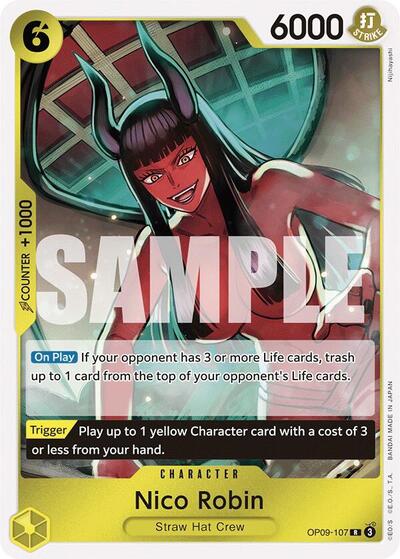 6
6000
打
STRIKE
Nijihayashi
COUNTER +1000
SAMPLE
On Play If your opponent has 3 or more Life cards, trash
up to 1 card from the top of your opponent's Life cards.
Trigger Play up to 1 yellow Character card with a cost of 3
or less from your hand.
CHARACTER
Nico Robin
Straw Hat Crew
OP09-107 R 3
©E.O./S ©E.O./S., T.A. BANDAI MADE IN JAPAN